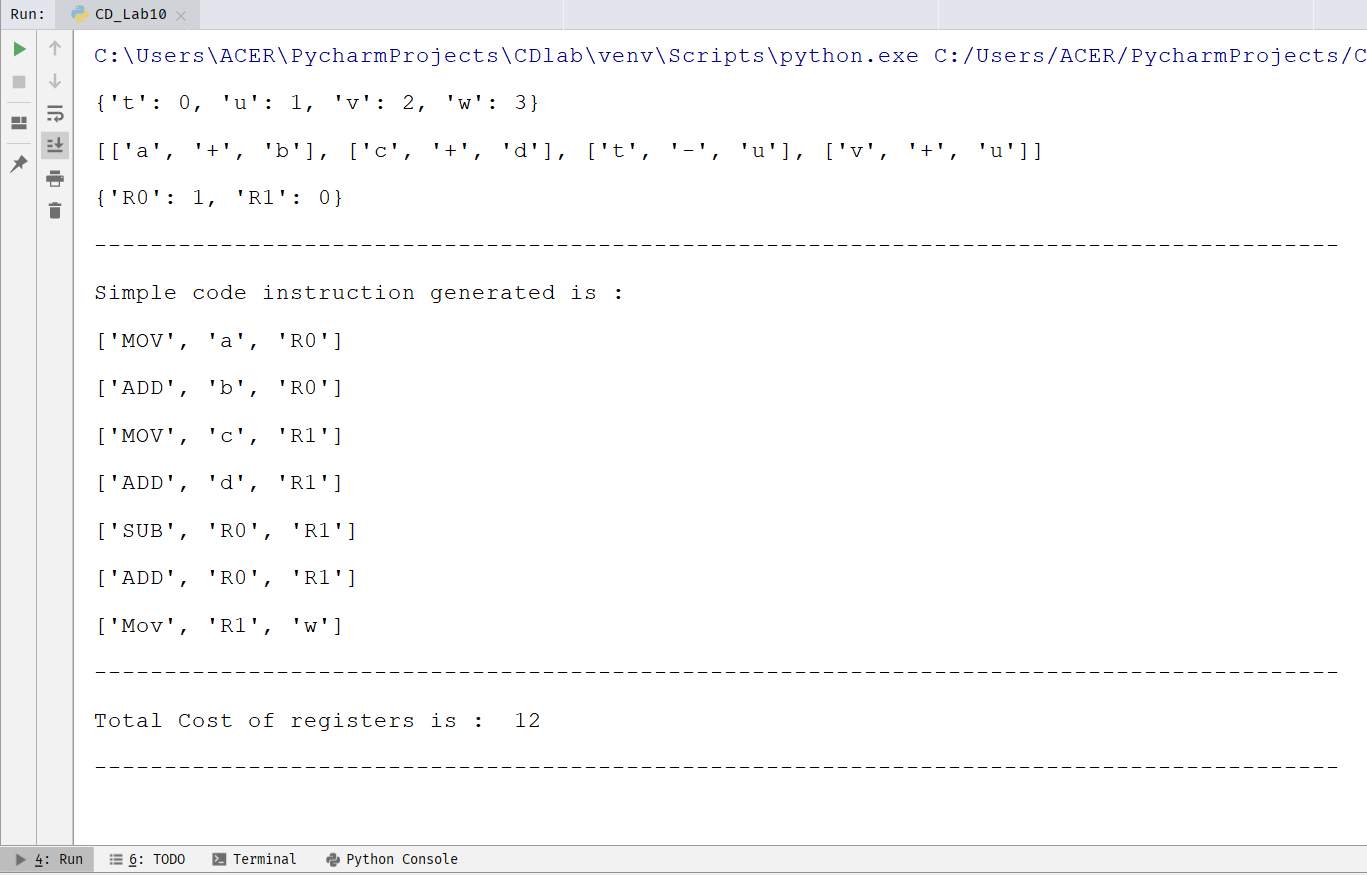 Run: CD_Lab10
C:\Users\ACER\PycharmProjects\CDlab\venv\Scripts\python.exe C:/Users/ACER/PycharmProjects/C
{'t': 0, 'u': 1, 'v': 2, 'w': 3}
[['a', '+', 'b'], ['c', '+', 'd'], ['t', '-', 'u'], ['v', '+', 'u']]
{'R0': 1, 'R1': 0}
-----------------------------------------------------------------------------------------
Simple code instruction generated is :
['MOV', 'a', 'R0']
['ADD', 'b', 'R0']
['MOV', 'c', 'R1']
['ADD', 'd', 'R1']
['SUB', 'R0', 'R1']
['ADD', 'R0', 'R1']
['Mov', 'R1', 'w']
-----------------------------------------------------------------------------------------
Total Cost of registers is :  12
-----------------------------------------------------------------------------------------
4: Run 6: TODO Terminal Python Console